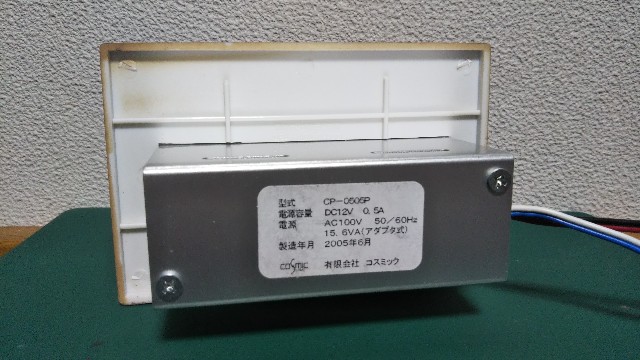 型式 CP-0505P
電源容量 DC12V 0.5A
電源 AC100V 50/60Hz
15.6VA(アダプタ式)
製造年月 2005年6月
COSMIC 有限会社 コスミック